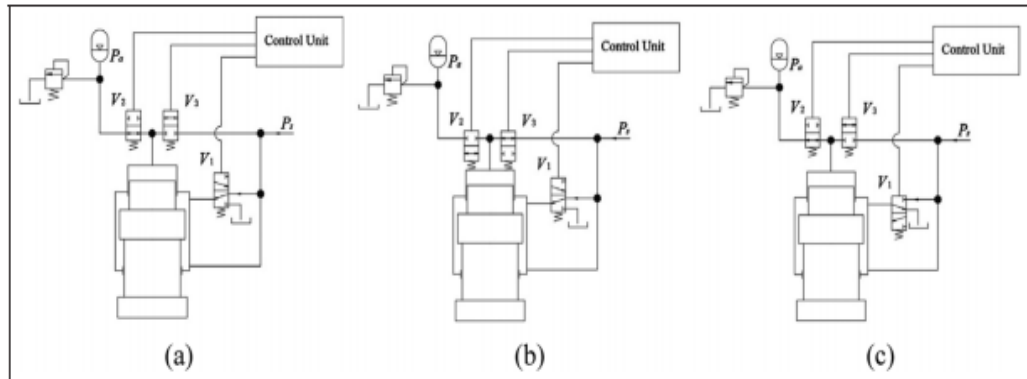 Control Unit
Pa
V2
V3
Ps
V1
(a)
Control Unit
Pa
V2
V3
Ps
V1
(b)
Control Unit
Pa
V2
V3
Ps
V1
(c)